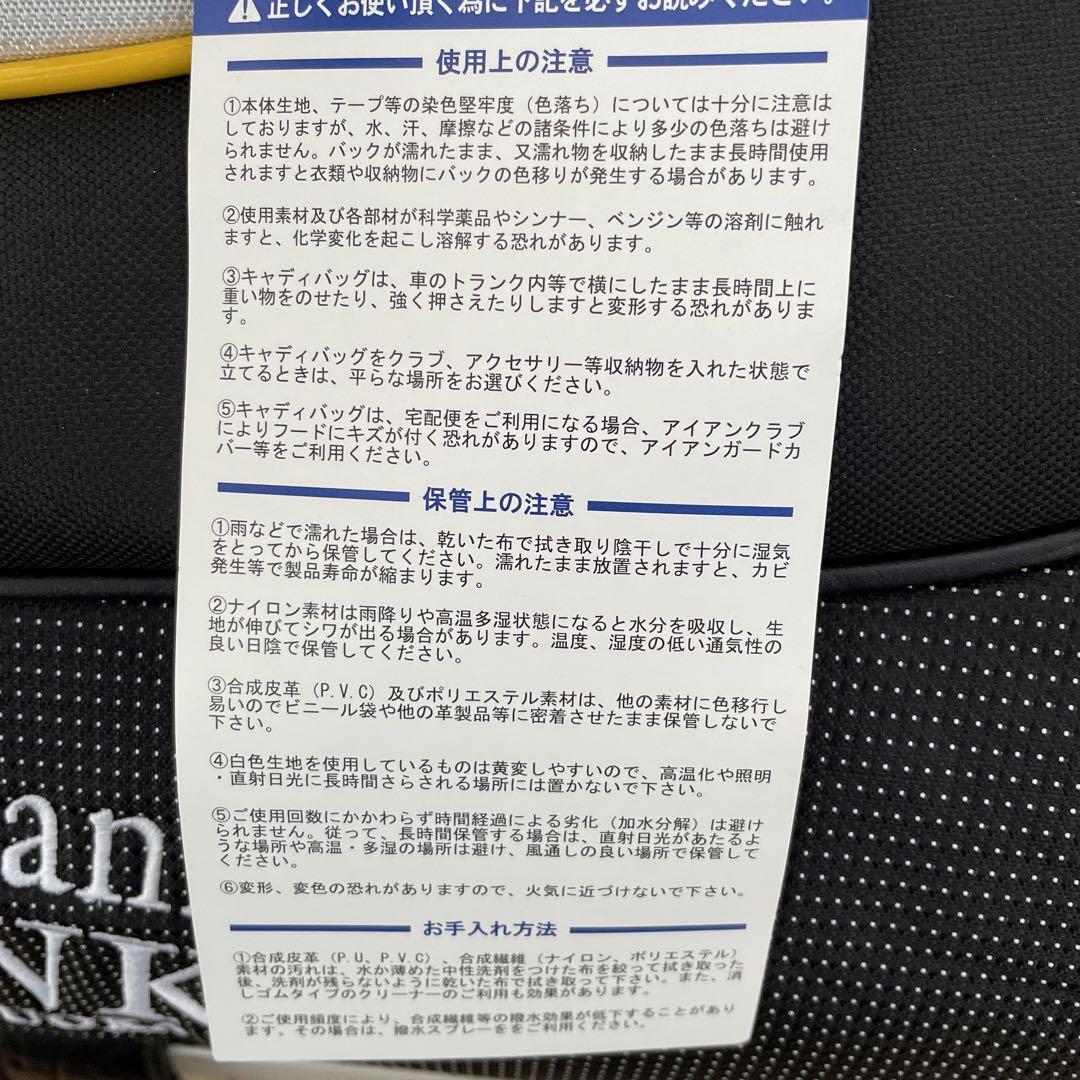 正しくお使い頂く為に下記を必ずお読みください。
使用上の注意
①本体生地、テープ等の染色堅牢度（色落ち）については十分に注意は
しておりますが、水、汗、摩擦などの諸条件により多少の色落ちは避け
られません。バックが濡れたまま、又濡れ物を収納したまま長時間使用
されますと衣類や収納物にバックの色移りが発生する場合があります。
②使用素材及び各部材が科学薬品やシンナー、ベンジン等の溶剤に触れ
ますと、化学変化を起こし溶解する恐れがあります。
③キャディバッグは、車のトランク内等で横にしたまま長時間上に
重い物をのせたり、強く押さえたりしますと変形する恐れがありま
す。
④キャディバッグをクラブ、アクセサリー等収納物を入れた状態で
立てるときは、平らな場所をお選びください。
⑤キャディバッグは、宅配便をご利用になる場合、アイアンクラブ
によりフードにキズが付く恐れがありますので、アイアンガードカ
バー等をご利用ください。
保管上の注意
①雨などで濡れた場合は、乾いた布で拭き取り陰干しで十分に湿気
をとってから保管してください。濡れたまま放置されますと、カビ
発生等で製品寿命が縮まります。
②ナイロン素材は雨降りや高温多湿状態になると水分を吸収し、生
地が伸びてシワが出る場合があります。温度、湿度の低い通気性の
良い日陰で保管してください。
③合成皮革（P.V.C）及びポリエステル素材は、他の素材に色移行し
易いのでビニール袋や他の革製品等に密着させたまま保管しないで
下さい。
④白色生地を使用しているものは黄変しやすいので、高温化や照明
・直射日光に長時間さらされる場所には置かないで下さい。
⑤ご使用回数にかかわらず時間経過による劣化（加水分解）は避け
られません。従って、長時間保管する場合は、直射日光があたるよ
うな場所や高温・多湿の場所は避け、風通しの良い場所で保管して
ください。
⑥変形、変色の恐れがありますので、火気に近づけないで下さい。
お手入れ方法
①合成皮革（P.U、P.V.C）、合成繊維（ナイロン、ポリエステル）
素材の汚れは、水か薄めた中性洗剤をつけた布を絞って拭き取った
後、洗剤が残らないように乾いた布で拭き取って下さい。また、消
しゴムタイプのクリーナーのご利用も効果があります。
②ご使用頻度により、合成繊維等の撥水効果が低下することがあり
ます。その場合は、撥水スプレーををご利用ください。
an
NK